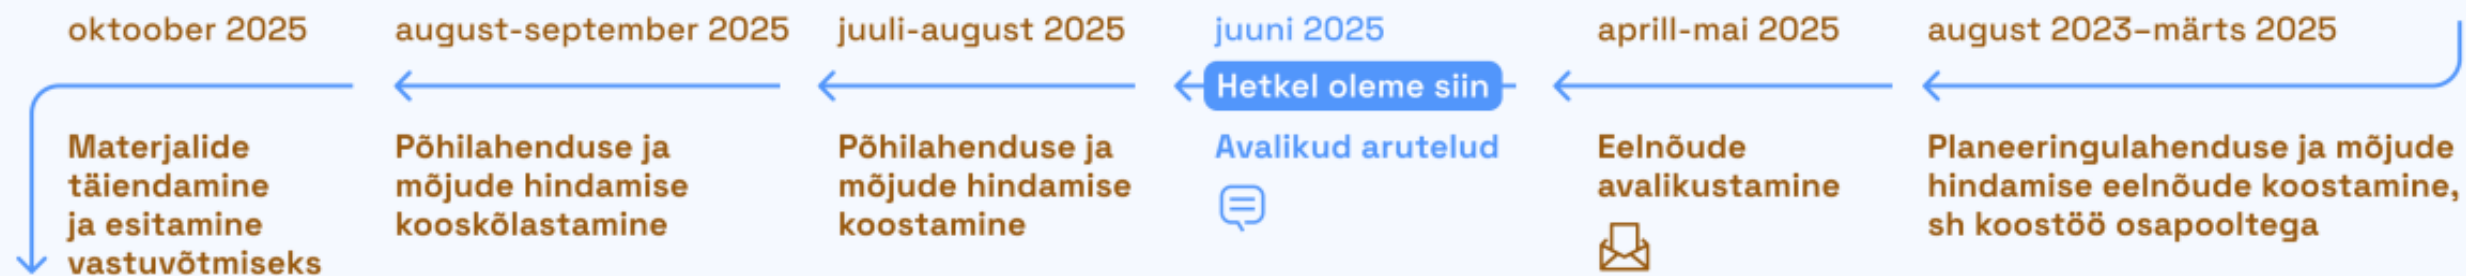 oktoober 2025
Materjalide
täiendamine
ja esitamine
vastuvõtmiseks
august-september 2025
Põhilahenduse ja
mõjude hindamise
kooskõlastamine
juuli-august 2025
Põhilahenduse ja
mõjude hindamise
koostamine
juuni 2025
Hetkel oleme siin
Avalikud arutelud
aprill-mai 2025
Eelnõude
avalikustamine
august 2023–märts 2025
Planeeringulahenduse ja mõjude
hindamise eelnõude koostamine,
sh koostöö osapooltega